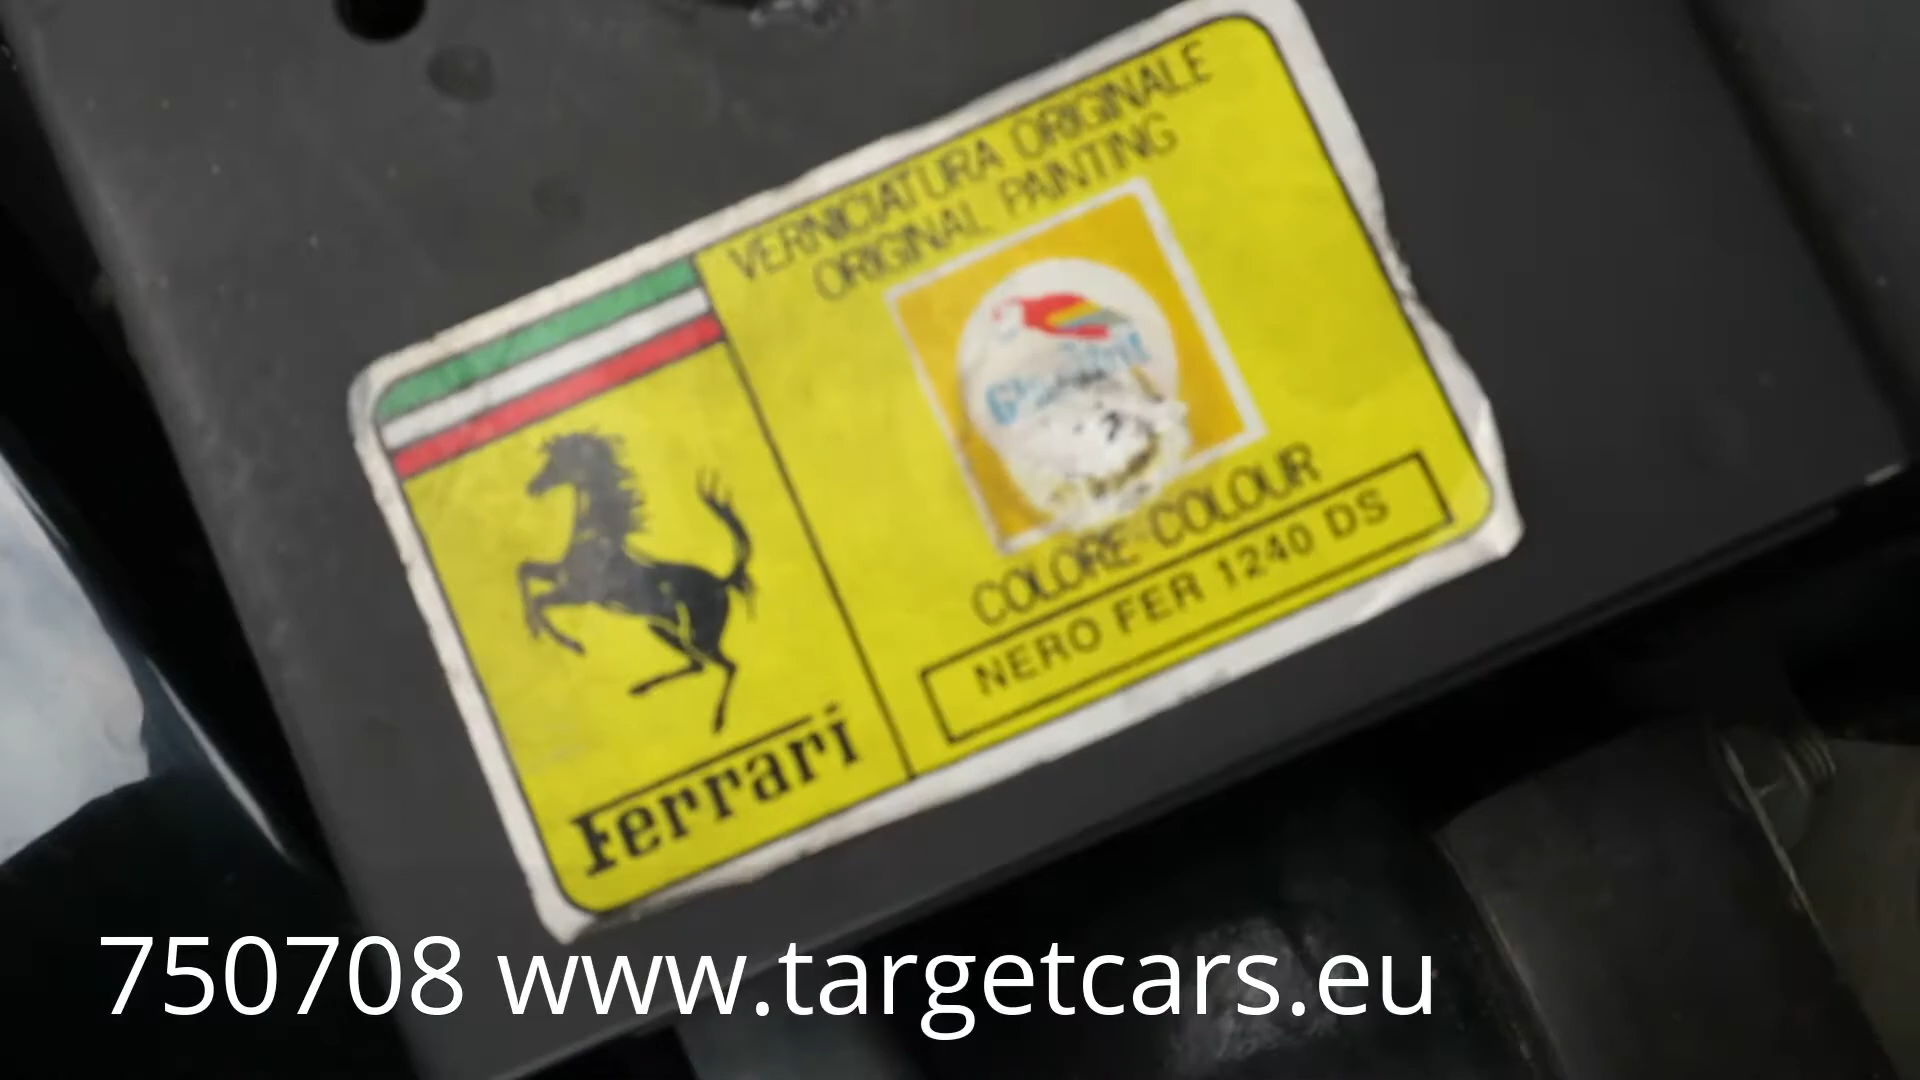 VERNICIATURA ORIGINALE
ORIGINAL PAINTING
COLORE-COLOUR
NERO FER 1240 DS
Ferrari
750708 www.targetcars.eu